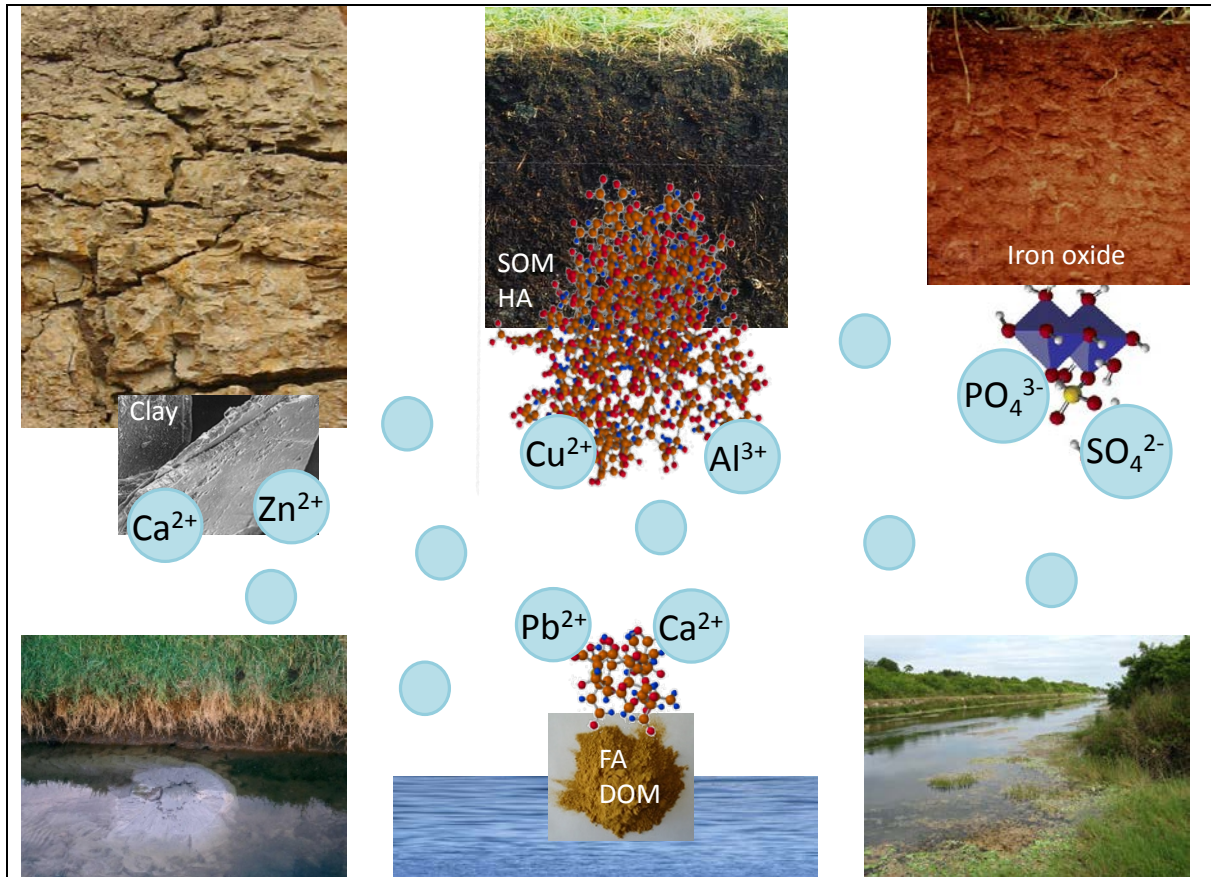 SOM
HA
Iron oxide
PO₄³⁻
SO₄²⁻
Clay
Cu²⁺
Al³⁺
Ca²⁺
Zn²⁺
Pb²⁺
Ca²⁺
FA
DOM